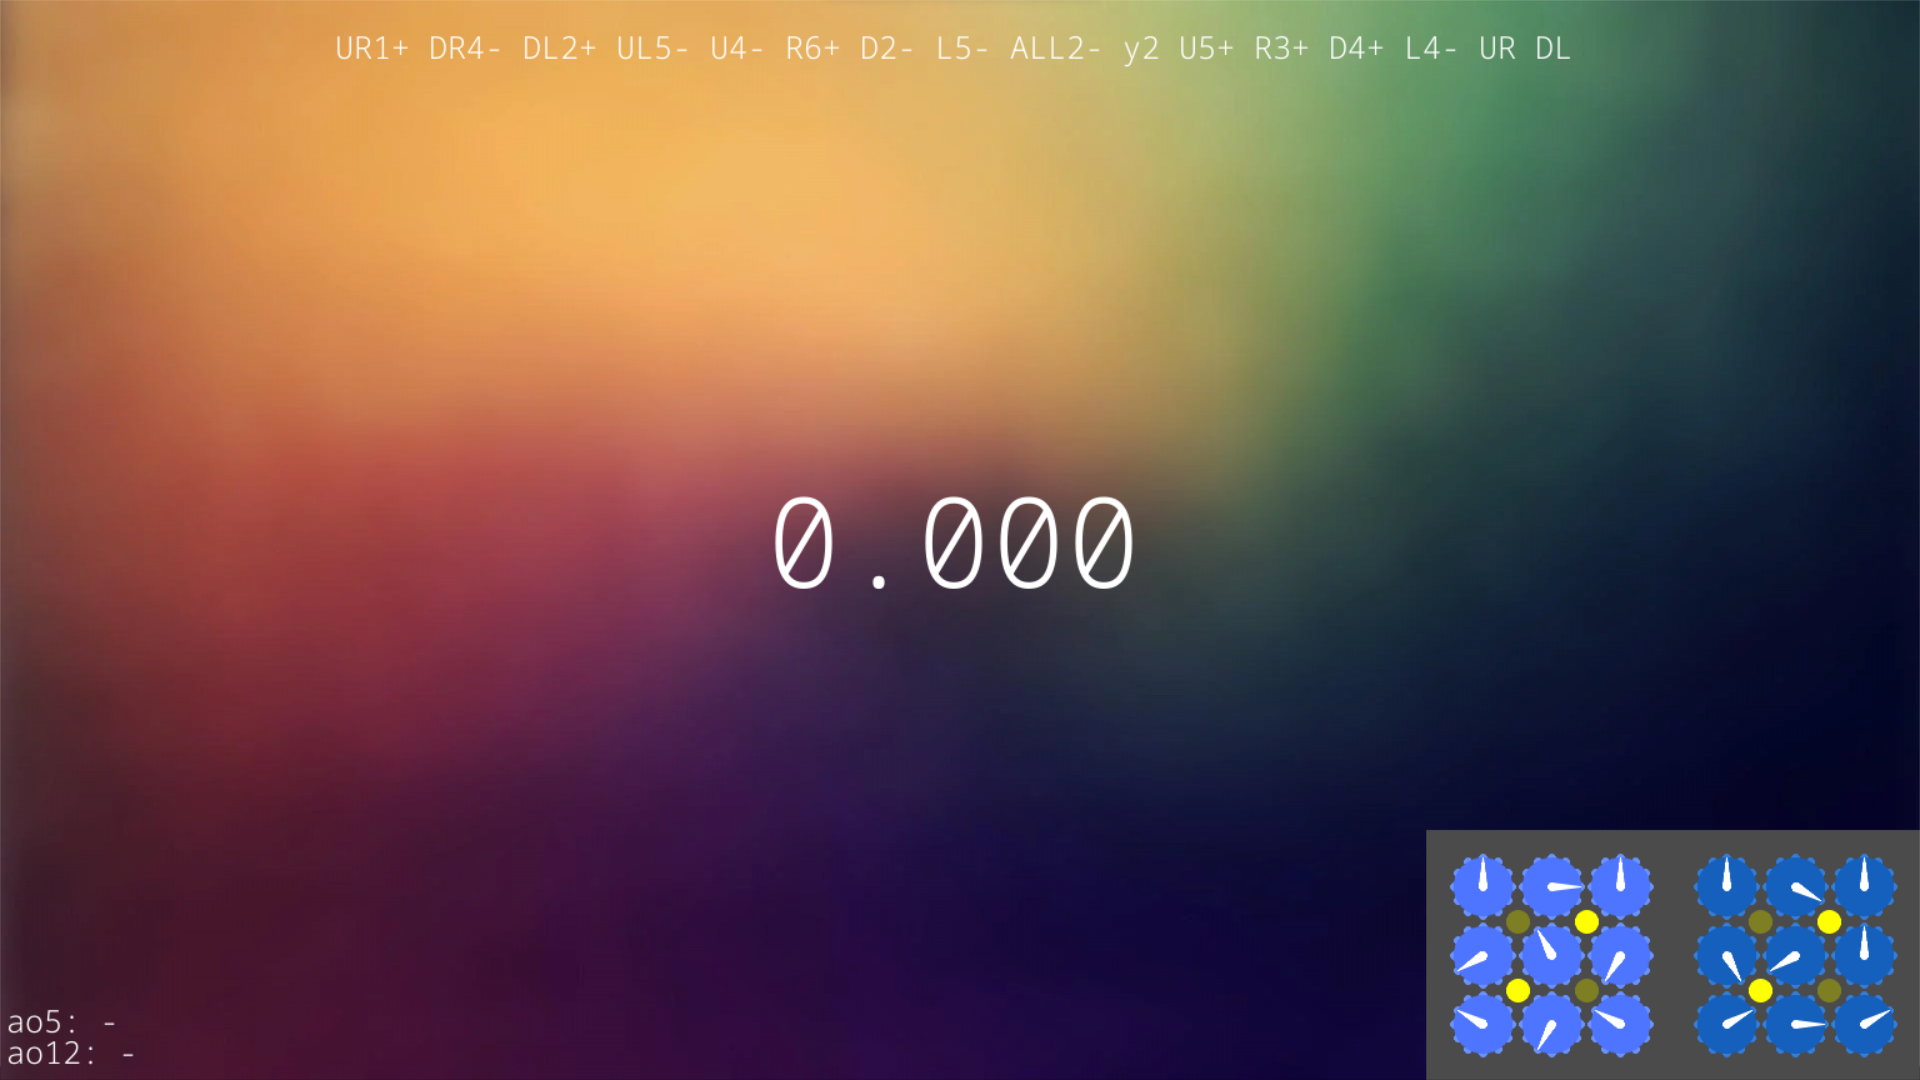 UR1+ DR4- DL2+ UL5- U4- R6+ D2- L5- ALL2- y2 U5+ R3+ D4+ L4- UR DL
0.000
ao5: -
ao12: -